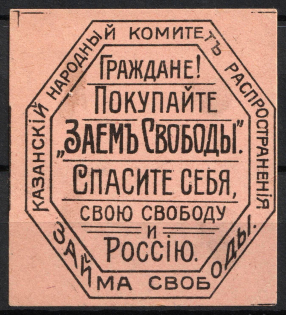 КАЗАНСКІЙ НАРОДНЫЙ КОМИТЕТЪ РАСПРОСТРАНЕНІЯ
ЗАЙМА СВОБОДЫ.
ГРАЖДАНЕ!
ПОКУПАЙТЕ
„ЗАЕМЪ СВОБОДЫ".
СПАСИТЕ СЕБЯ,
СВОЮ СВОБОДУ
И
РОССІЮ.